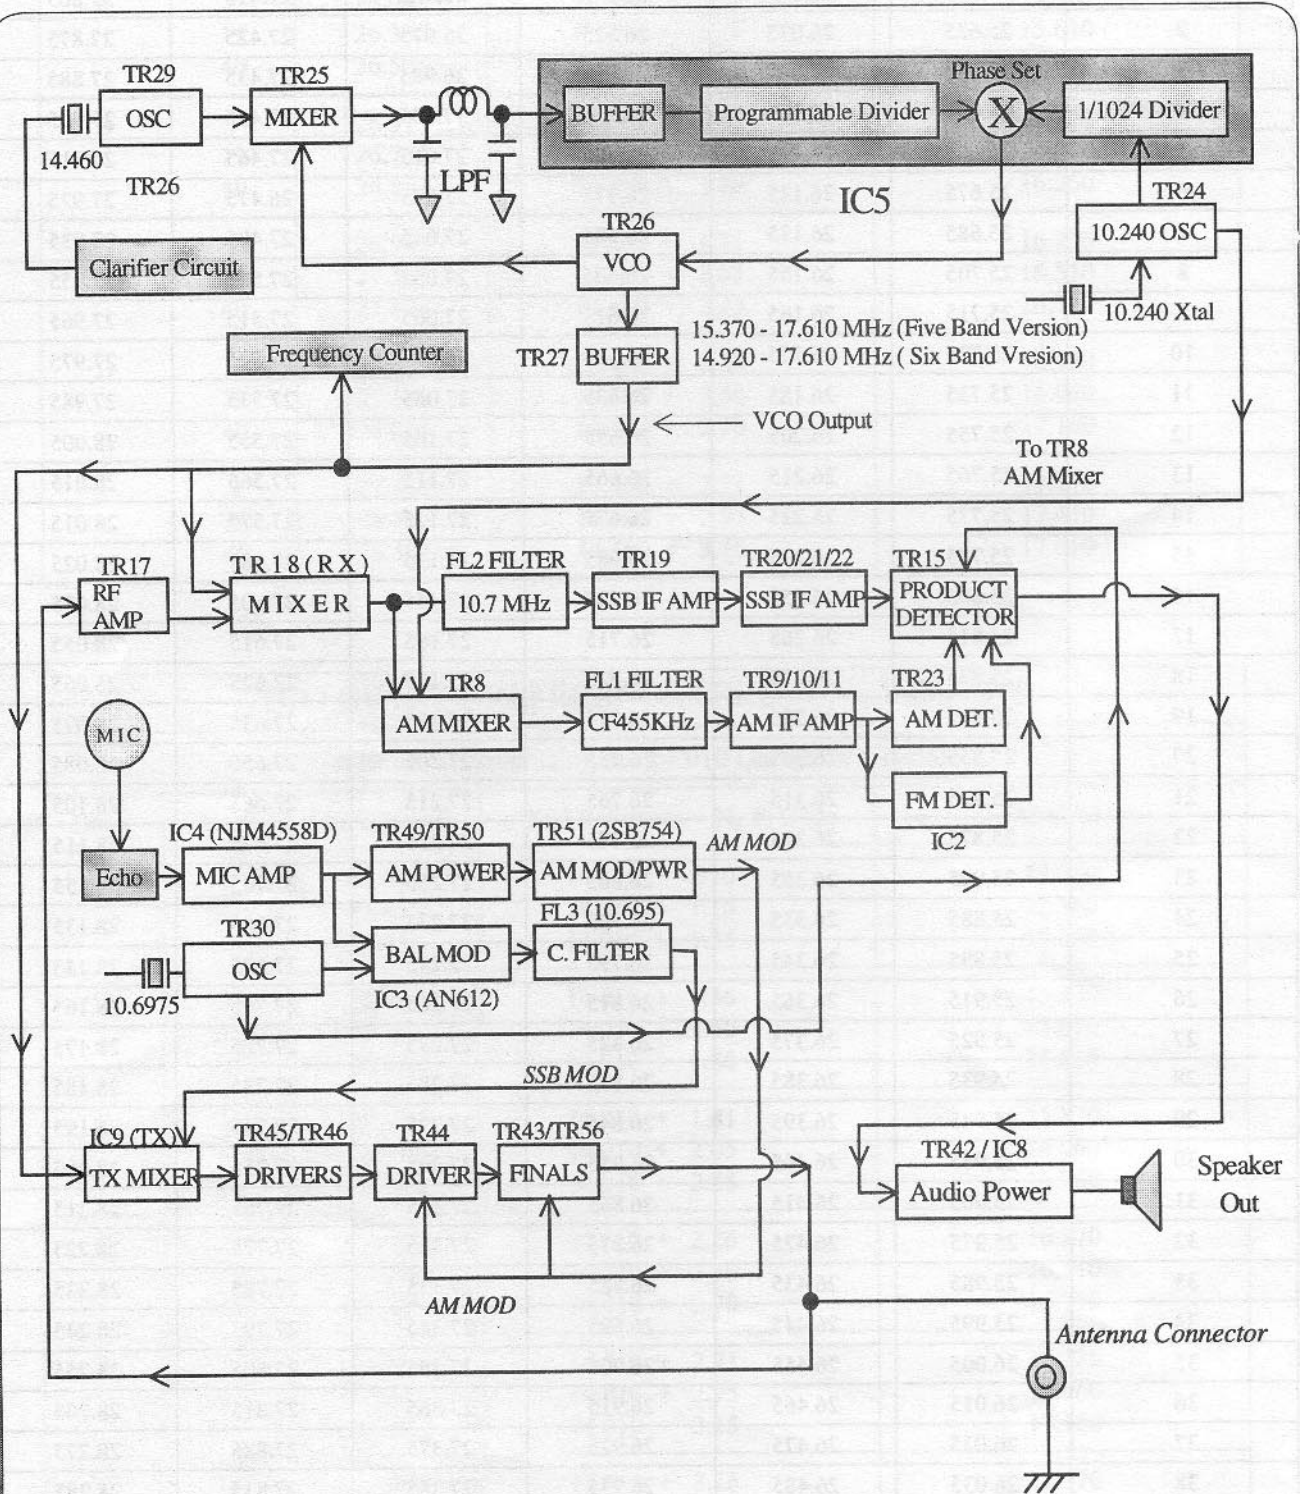 TR29
OSC
14.460
TR26
Clarifier Circuit
TR25
MIXER
LPF
Phase Set
BUFFER
Programmable Divider
X
1/1024 Divider
IC5
TR24
10.240 OSC
10.240 Xtal
TR26
VCO
TR27
BUFFER
15.370 - 17.610 MHz (Five Band Version)
14.920 - 17.610 MHz ( Six Band Vresion)
Frequency Counter
VCO Output
To TR8
AM Mixer
TR17
RF
AMP
TR18(RX)
MIXER
FL2 FILTER
10.7 MHz
TR19
SSB IF AMP
TR20/21/22
SSB IF AMP
TR15
PRODUCT
DETECTOR
TR8
AM MIXER
FL1 FILTER
CF455KHz
TR9/10/11
AM IF AMP
TR23
AM DET.
FM DET.
IC2
MIC
Echo
IC4 (NJM4558D)
MIC AMP
TR49/TR50
AM POWER
TR51 (2SB754)
AM MOD/PWR
AM MOD
TR30
OSC
10.6975
BAL MOD
IC3 (AN612)
FL3 (10.695)
C. FILTER
SSB MOD
IC9 (TX)
TX MIXER
TR45/TR46
DRIVERS
TR44
DRIVER
TR43/TR56
FINALS
AM MOD
TR42 / IC8
Audio Power
Speaker
Out
Antenna Connector